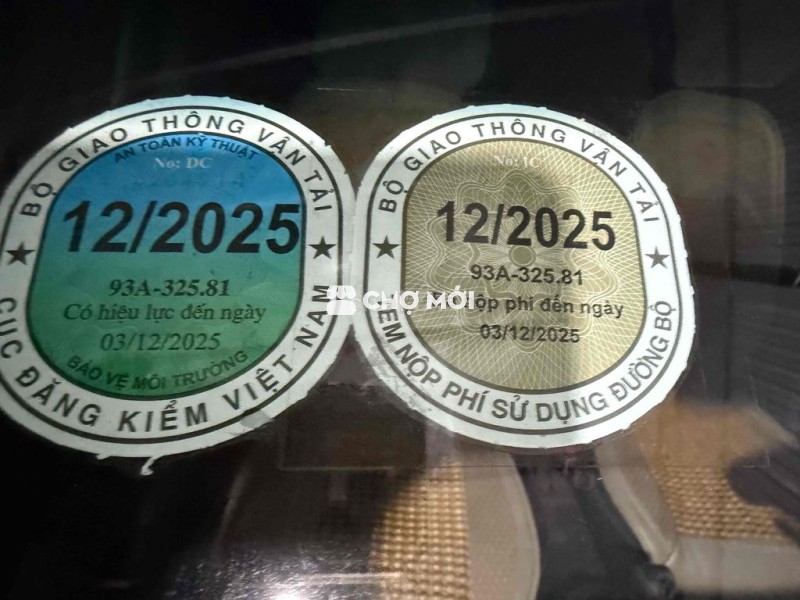 BỘ GIAO THÔNG VẬN TẢI
AN TOÀN KỸ THUẬT
No: DC
12/2025
93A-325.81
Có hiệu lực đến ngày
03/12/2025
BẢO VỆ MÔI TRƯỜNG
CỤC ĐĂNG KIỂM VIỆT NAM
BỘ GIAO THÔNG VẬN TẢI
No: 1C
12/2025
93A-325.81
nộp phí đến ngày
03/12/2025
TEM NỘP PHÍ SỬ DỤNG ĐƯỜNG BỘ
CHỢ MỚI